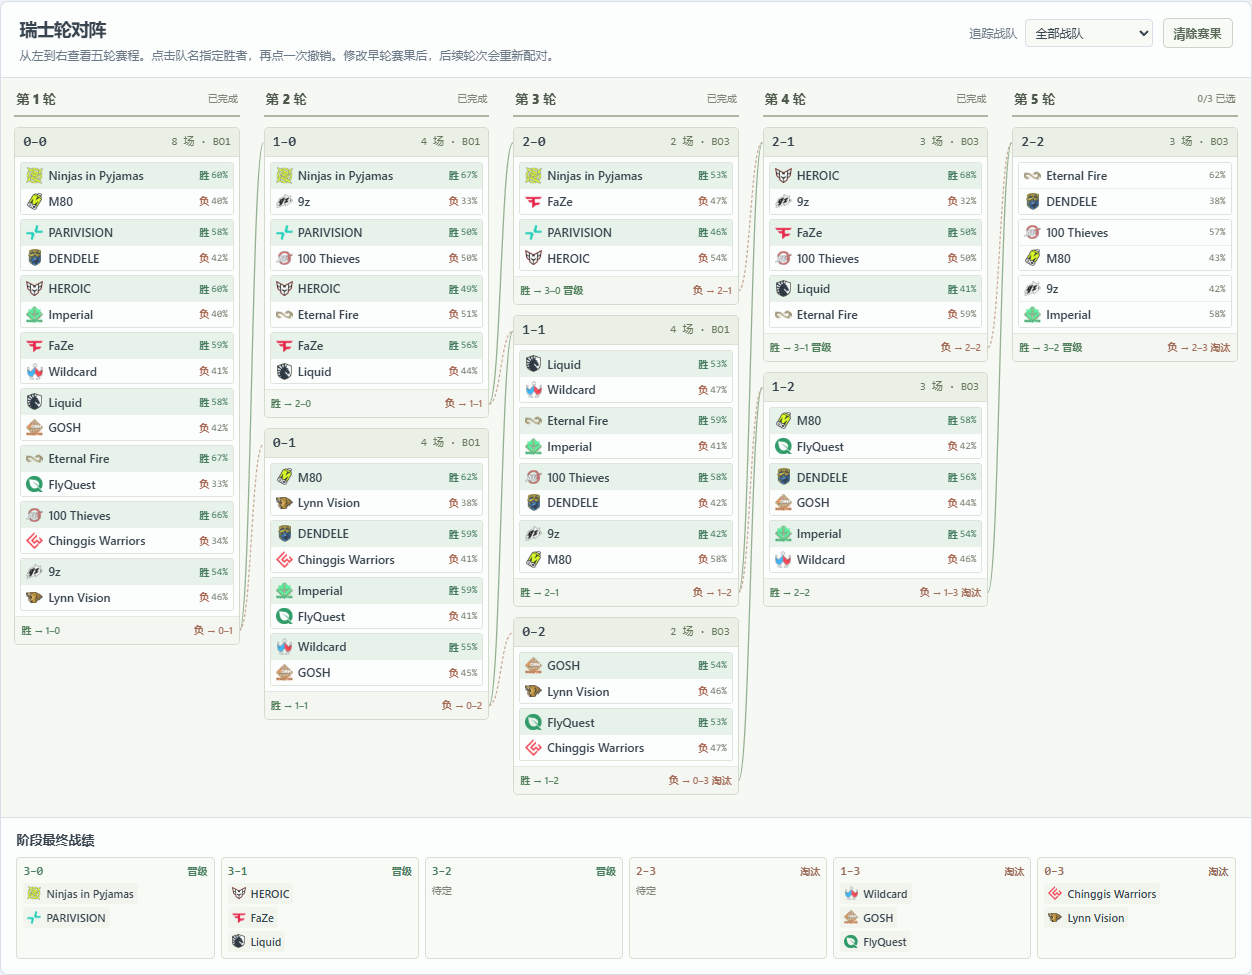 瑞士轮对阵
从左到右查看五轮赛程。点击队名指定胜者，再点一次撤销。修改早轮赛果后，后续轮次会重新配对。
追踪战队 全部战队 清除赛果
第 1 轮 已完成
0–0 8 场 · BO1
Ninjas in Pyjamas 胜 60%
M80 负 40%
PARIVISION 胜 58%
DENDELE 负 42%
HEROIC 胜 60%
Imperial 负 40%
FaZe 胜 59%
Wildcard 负 41%
Liquid 胜 58%
GOSH 负 42%
Eternal Fire 胜 67%
FlyQuest 负 33%
100 Thieves 胜 66%
Chinggis Warriors 负 34%
9z 胜 54%
Lynn Vision 负 46%
胜 → 1–0 负 → 0–1
第 2 轮 已完成
1–0 4 场 · BO1
Ninjas in Pyjamas 胜 67%
9z 负 33%
PARIVISION 胜 50%
100 Thieves 负 50%
HEROIC 胜 49%
Eternal Fire 负 51%
FaZe 胜 56%
Liquid 负 44%
胜 → 2–0 负 → 1–1
0–1 4 场 · BO1
M80 胜 62%
Lynn Vision 负 38%
DENDELE 胜 59%
Chinggis Warriors 负 41%
Imperial 胜 59%
FlyQuest 负 41%
Wildcard 胜 55%
GOSH 负 45%
胜 → 1–1 负 → 0–2
第 3 轮 已完成
2–0 2 场 · BO3
Ninjas in Pyjamas 胜 53%
FaZe 负 47%
PARIVISION 胜 46%
HEROIC 负 54%
胜 → 3–0 晋级 负 → 2–1
1–1 4 场 · BO1
Liquid 胜 53%
Wildcard 负 47%
Eternal Fire 胜 59%
Imperial 负 41%
100 Thieves 胜 58%
DENDELE 负 42%
9z 胜 42%
M80 负 58%
胜 → 2–1 负 → 1–2
0–2 2 场 · BO3
GOSH 胜 54%
Lynn Vision 负 46%
FlyQuest 胜 53%
Chinggis Warriors 负 47%
胜 → 1–2 负 → 0–3 淘汰
第 4 轮 已完成
2–1 3 场 · BO3
HEROIC 胜 68%
9z 负 32%
FaZe 胜 50%
100 Thieves 负 50%
Liquid 胜 41%
Eternal Fire 负 59%
胜 → 3–1 晋级 负 → 2–2
1–2 3 场 · BO3
M80 胜 58%
FlyQuest 负 42%
DENDELE 胜 56%
GOSH 负 44%
Imperial 胜 54%
Wildcard 负 46%
胜 → 2–2 负 → 1–3 淘汰
第 5 轮 0/3 已选
2–2 3 场 · BO3
Eternal Fire 62%
DENDELE 38%
100 Thieves 57%
M80 43%
9z 42%
Imperial 58%
胜 → 3–2 晋级 负 → 2–3 淘汰
阶段最终战绩
3–0 晋级
Ninjas in Pyjamas
PARIVISION
3–1 晋级
HEROIC
FaZe
Liquid
3–2 晋级
待定
2–3 淘汰
待定
1–3 淘汰
Wildcard
GOSH
FlyQuest
0–3 淘汰
Chinggis Warriors
Lynn Vision